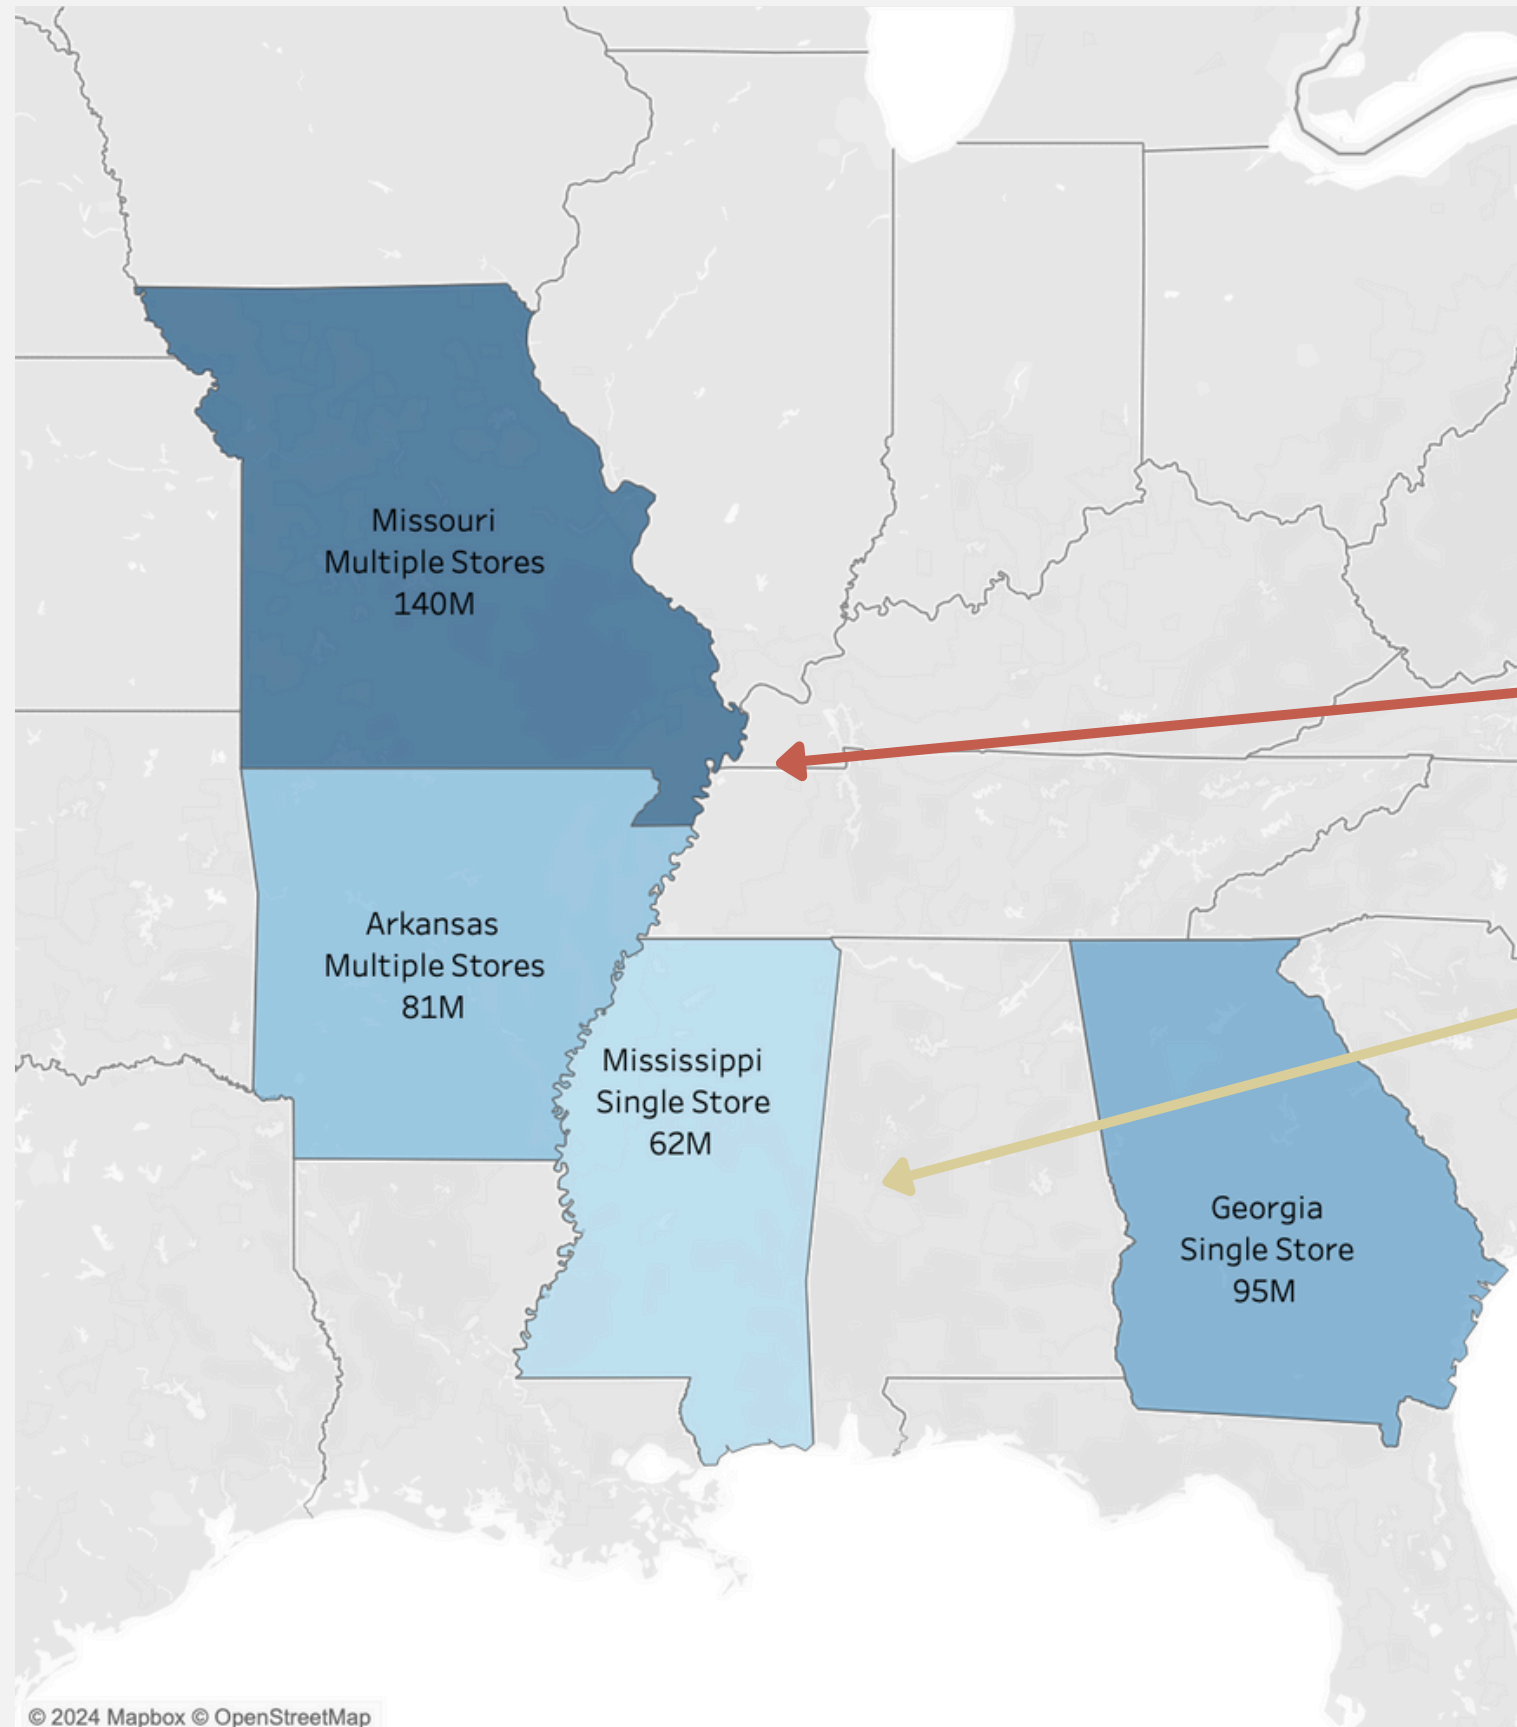 Missouri
Multiple Stores
140M
Arkansas
Multiple Stores
81M
Mississippi
Single Store
62M
Georgia
Single Store
95M
© 2024 Mapbox © OpenStreetMap